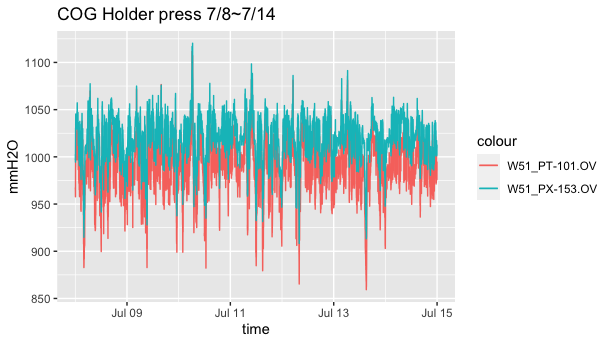 COG Holder press 7/8~7/14
mmH2O
1100
1050
1000
950
900
850
Jul 09
Jul 11
Jul 13
Jul 15
time
colour
W51_PT-101.OV
W51_PX-153.OV